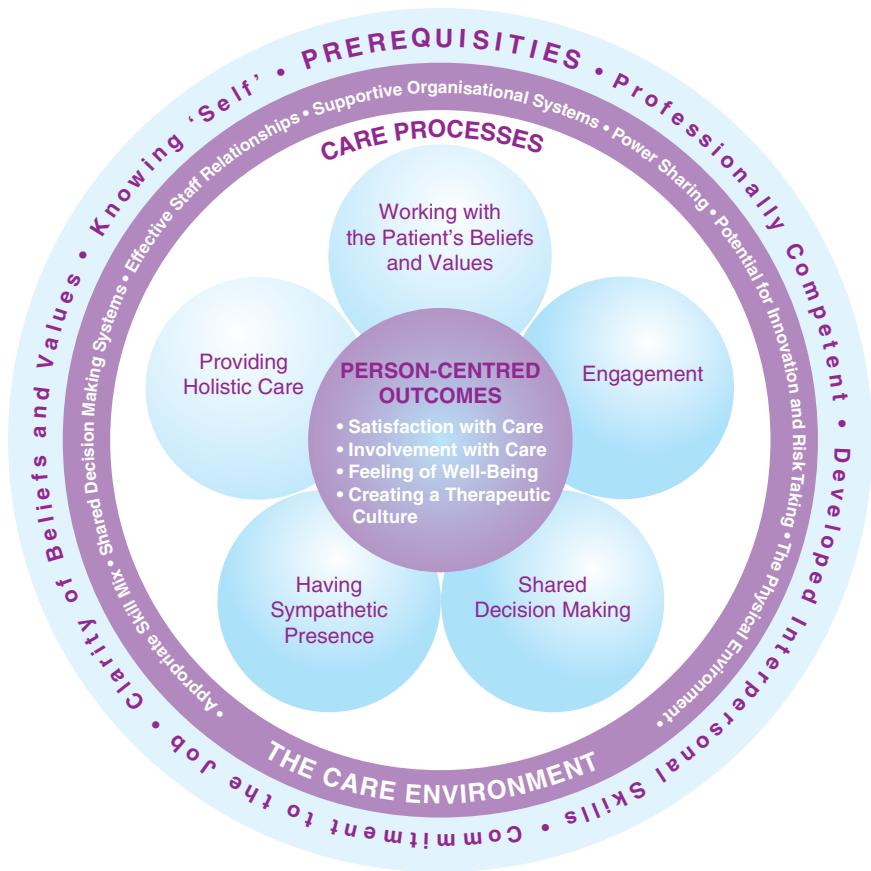 PREREQUISITIES • Professionally Competent • Developed Interpersonal Skills • Commitment to the Job • Clarity of Beliefs and Values • Knowing ‘Self’ •
• Appropriate Skill Mix • Shared Decision Making Systems • Effective Staff Relationships • Supportive Organisational Systems • Power Sharing • Potential for Innovation and Risk Taking • The Physical Environment •
THE CARE ENVIRONMENT
CARE PROCESSES
Working with
the Patient’s Beliefs
and Values
Engagement
Shared
Decision Making
Having
Sympathetic
Presence
Providing
Holistic Care
PERSON-CENTRED
OUTCOMES
• Satisfaction with Care
• Involvement with Care
• Feeling of Well-Being
• Creating a Therapeutic
Culture